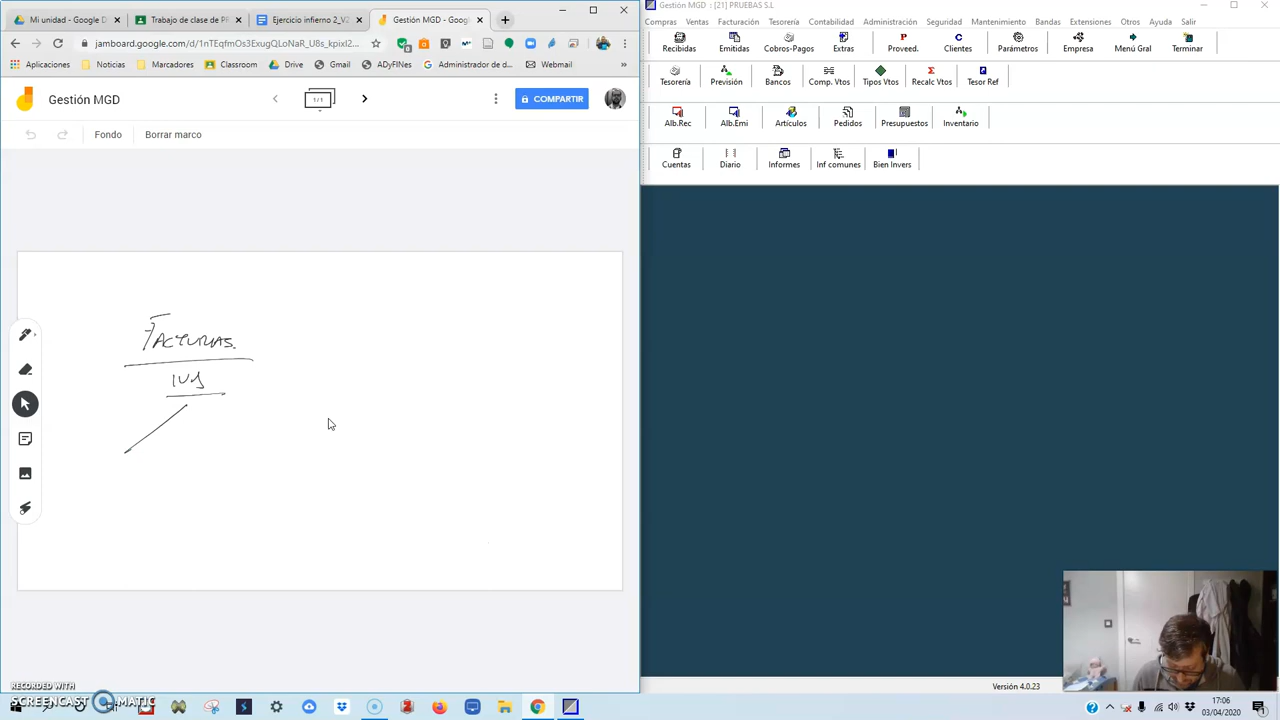 Mi unidad - Google D
Trabajo de clase de PR
Ejercicio infierno 2_V2
Gestión MGD - Goog
jamboard.google.com/d/1nTEqfmOs3ExugQLoNaR_U8s_kpixl2...
Aplicaciones
Noticias
Marcadores
Classroom
Drive
Gmail
ADyFINes
Administrador de d...
Webmail
Gestión MGD
1/1
COMPARTIR
Fondo
Borrar marco
FACTURAS.
IVA
Gestión MGD : [21] PRUEBAS S.L
Compras Ventas Facturación Tesorería Contabilidad Administración Seguridad Mantenimiento Bandas Extensiones Otros Ayuda Salir
Recibidas Emitidas Cobros-Pagos Extras Proveed. Clientes Parámetros Empresa Menú Gral Terminar
Tesorería Previsión Bancos Comp. Vtos Tipos Vtos Recalc Vtos Tesor Ref
Alb.Rec Alb.Emi Artículos Pedidos Presupuestos Inventario
Cuentas Diario Informes Inf comunes Bien Invers
Versión 4.0.23
RECORDED WITH
SCREENCAST MATIC
17:06
03/04/2020